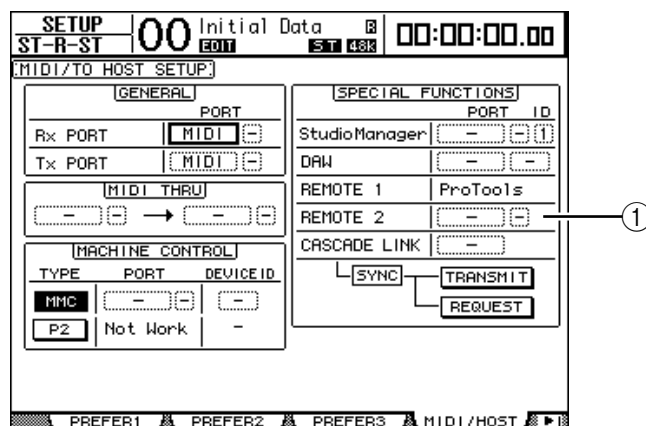 SETUP
ST-R-ST
00 Initial Data R
EDIT ST 48K
00:00:00.00
MIDI/TO HOST SETUP
GENERAL
PORT
Rx PORT MIDI -
Tx PORT MIDI -
MIDI THRU
- - → - -
MACHINE CONTROL
TYPE PORT DEVICE ID
MMC - - -
P2 Not Work -
SPECIAL FUNCTIONS
PORT ID
StudioManager - - 1
DAW - -
REMOTE 1 ProTools
REMOTE 2 - -
CASCADE LINK -
SYNC TRANSMIT
REQUEST
1
PREFER1 PREFER2 PREFER3 MIDI/HOST